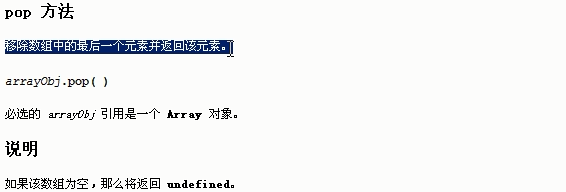 pop 方法
移除数组中的最后一个元素并返回该元素。
arrayObj.pop( )
必选的 arrayObj 引用是一个 Array 对象。
说明
如果该数组为空，那么将返回 undefined。